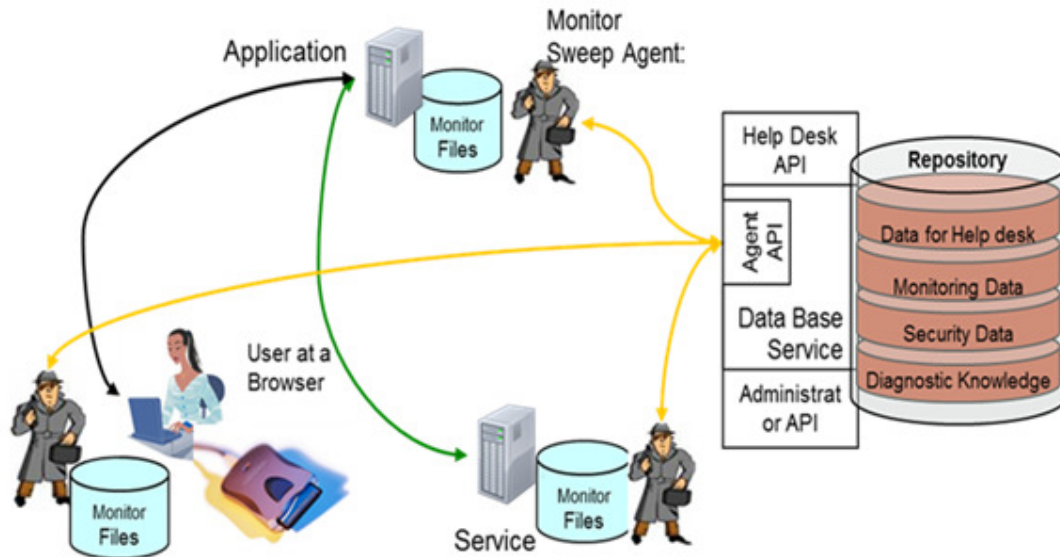 Application
Monitor
Sweep Agent:
Monitor
Files
Help Desk
API
Repository
Agent
API
Data for Help desk
Monitoring Data
Data Base
Service
Security Data
Diagnostic Knowledge
Administrat
or API
User at a
Browser
Monitor
Files
Service
Monitor
Files